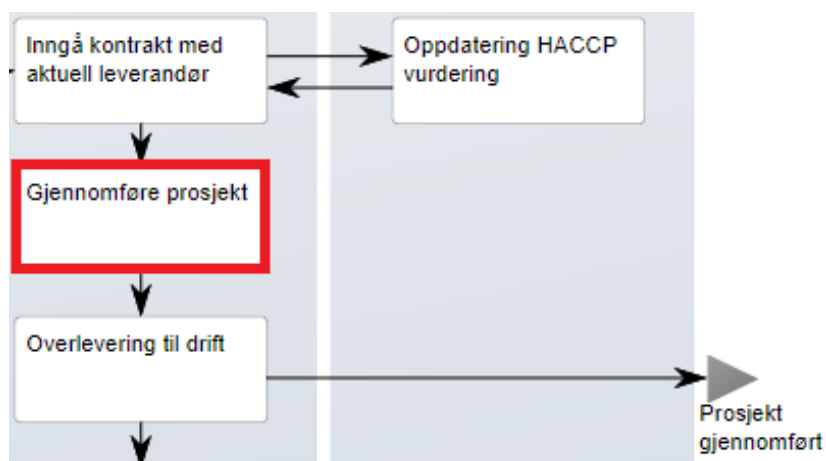 Inngå kontrakt med
aktuell leverandør
Oppdatering HACCP
vurdering
Gjennomføre prosjekt
Overlevering til drift
Prosjekt
gjennomført